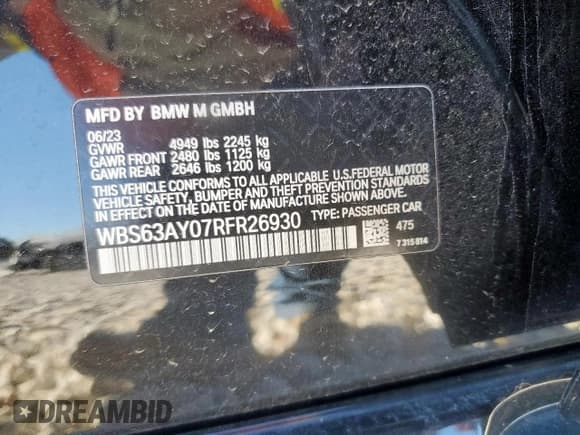 MFD BY BMW M GMBH
06/23
GVWR 4949 lbs 2245 kg
GAWR FRONT 2480 lbs 1125 kg
GAWR REAR 2646 lbs 1200 kg
THIS VEHICLE CONFORMS TO ALL APPLICABLE U.S.FEDERAL MOTOR
VEHICLE SAFETY, BUMPER AND THEFT PREVENTION STANDARDS
IN EFFECT ON THE DATE OF MANUFACTURE SHOWN ABOVE.
WBS63AY07RFR26930 TYPE: PASSENGER CAR
475
7 315 814
DREAMBID